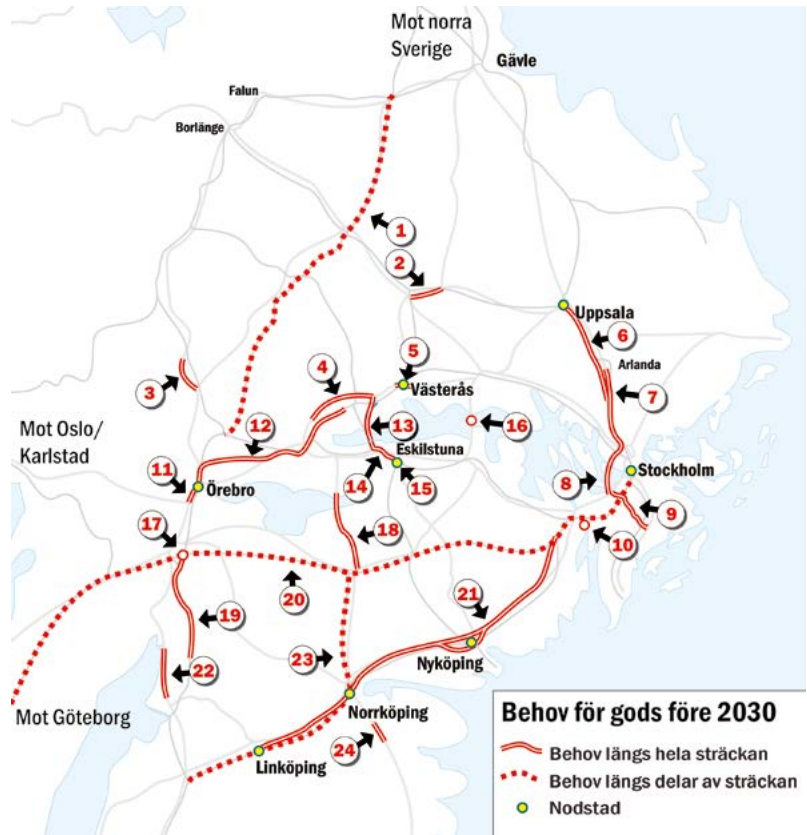 Mot norra
Sverige
Gävle
Falun
Borlänge
1
2
Uppsala
6
5
Arlanda
4
Västerås
7
3
12
16
13
Mot Oslo/
Karlstad
Eskilstuna
11
Örebro
14
15
8
Stockholm
9
17
18
10
20
21
19
23
Nyköping
22
Mot Göteborg
Norrköping
24
Linköping
Behov för gods före 2030
Behov längs hela sträckan
Behov längs delar av sträckan
Nodstad